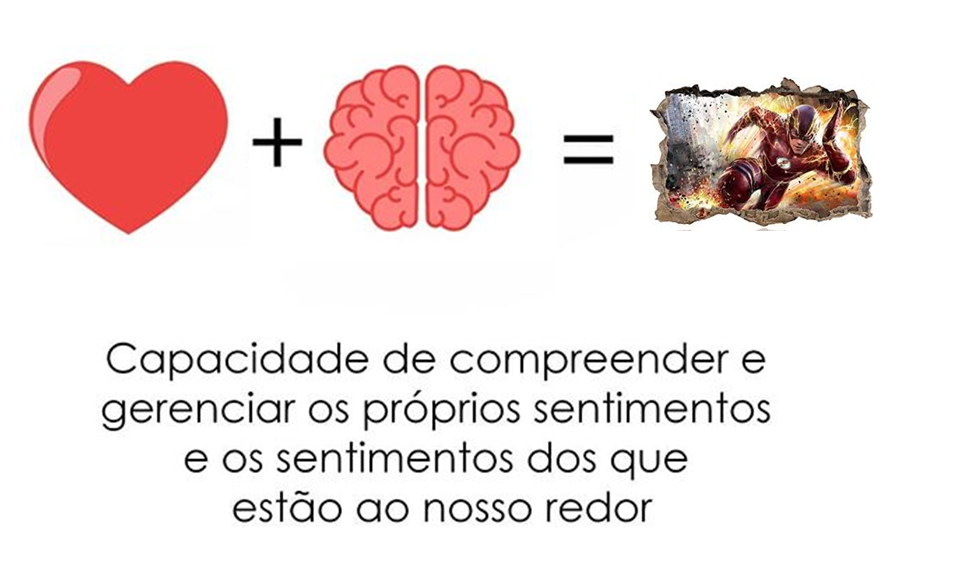 + =
Capacidade de compreender e
gerenciar os próprios sentimentos
e os sentimentos dos que
estão ao nosso redor